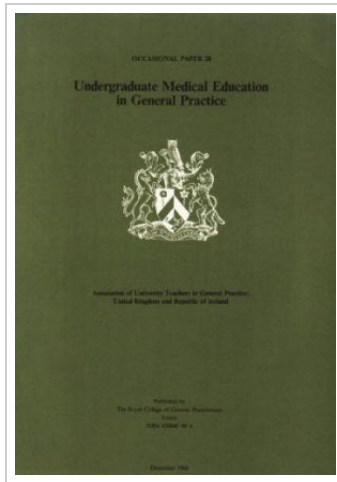 OCCASIONAL PAPER 28
Undergraduate Medical Education
in General Practice
Association of University Teachers in General Practice,
United Kingdom and Republic of Ireland
Published by
The Royal College of General Practitioners
ISBN
December